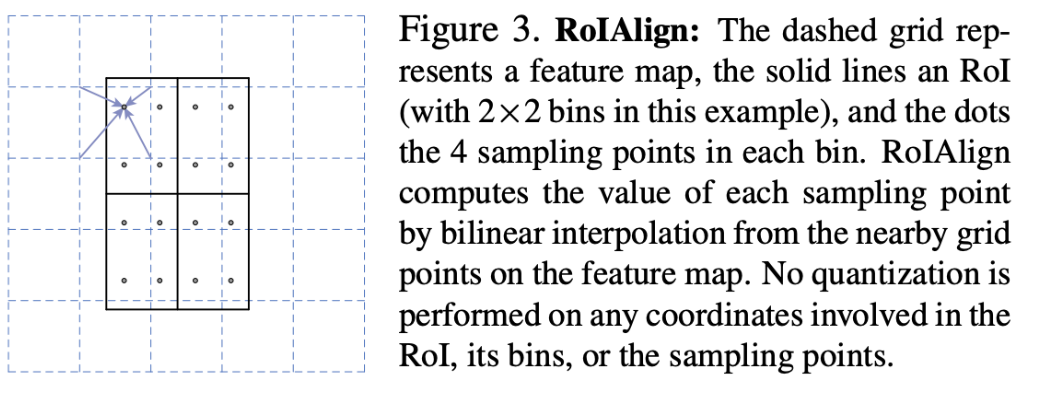 Figure 3. RoIAlign: The dashed grid rep-
resents a feature map, the solid lines an RoI
(with 2×2 bins in this example), and the dots
the 4 sampling points in each bin. RoIAlign
computes the value of each sampling point
by bilinear interpolation from the nearby grid
points on the feature map. No quantization is
performed on any coordinates involved in the
RoI, its bins, or the sampling points.